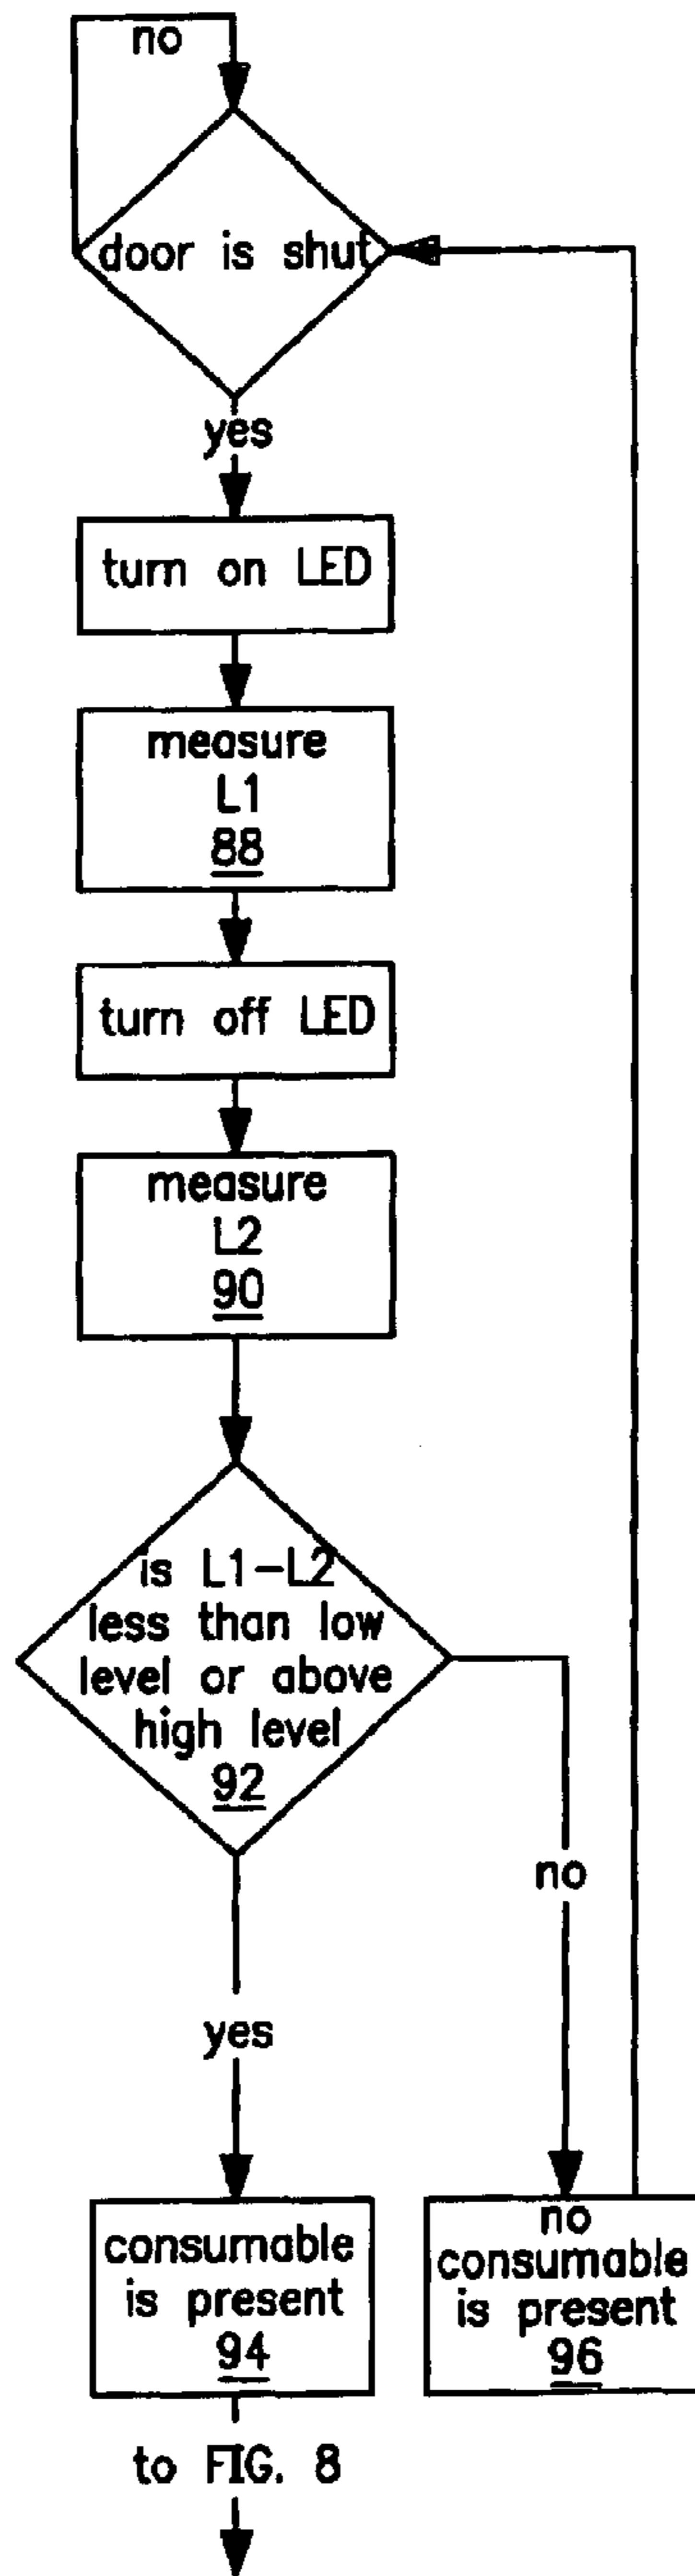 no
door is shut
yes
turn on LED
measure
L1
88
turn off LED
measure
L2
90
is L1-L2
less than low
level or above
high level
92
no
yes
consumable
is present
94
no
consumable
is present
96
to FIG. 8